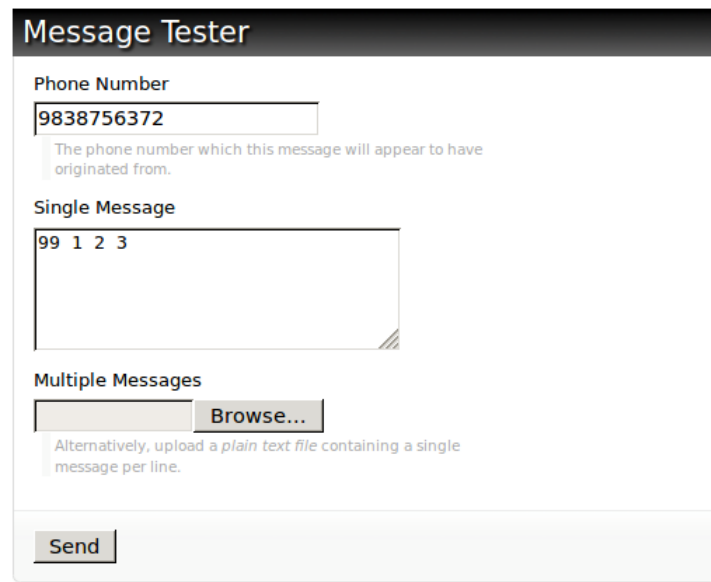 Message Tester
Phone Number
9838756372
The phone number which this message will appear to have
originated from.
Single Message
99 1 2 3
Multiple Messages
Browse...
Alternatively, upload a plain text file containing a single
message per line.
Send